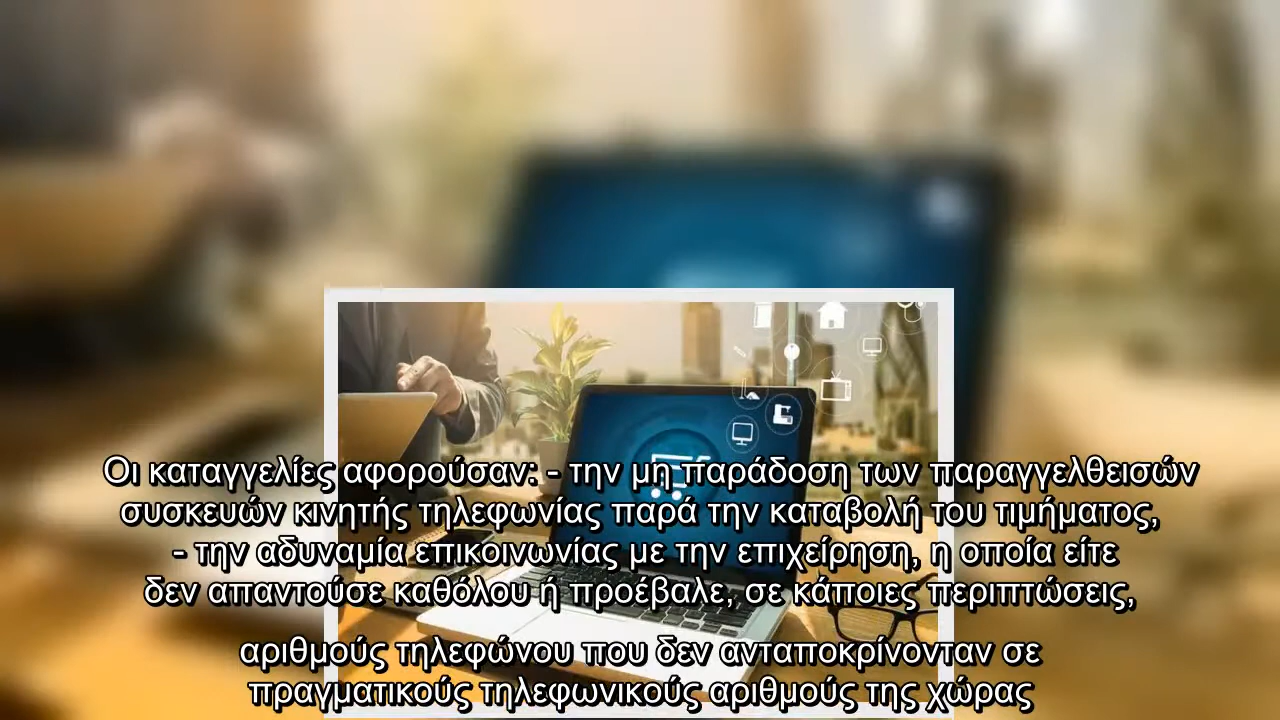 Οι καταγγελίες αφορούσαν: - την μη παράδοση των παραγγελθεισών
συσκευών κινητής τηλεφωνίας παρά την καταβολή του τιμήματος,
- την αδυναμία επικοινωνίας με την επιχείρηση, η οποία είτε
δεν απαντούσε καθόλου ή προέβαλε, σε κάποιες περιπτώσεις,
αριθμούς τηλεφώνου που δεν ανταποκρίνονταν σε
πραγματικούς τηλεφωνικούς αριθμούς της χώρας